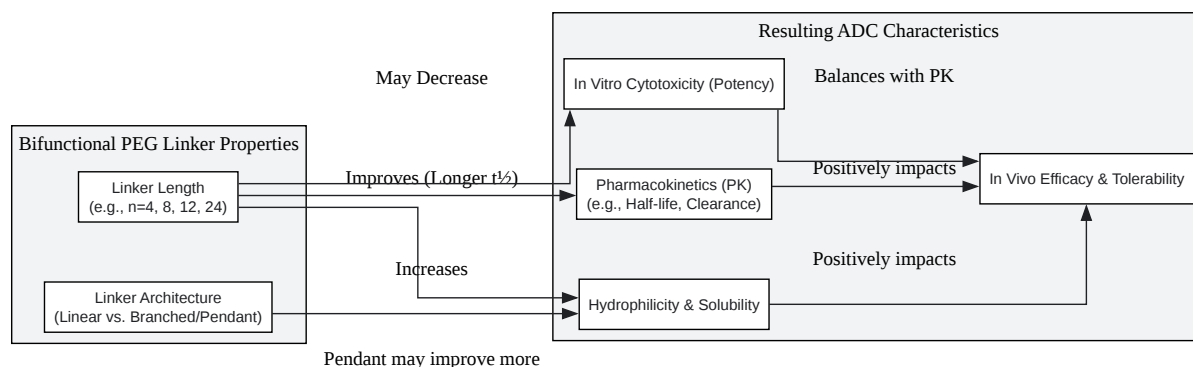 Resulting ADC Characteristics
May Decrease
In Vitro Cytotoxicity (Potency)
Balances with PK
Bifunctional PEG Linker Properties
Linker Length
(e.g., n=4, 8, 12, 24)
Improves (Longer t½)
Pharmacokinetics (PK)
(e.g., Half-life, Clearance)
Positively impacts
In Vivo Efficacy & Tolerability
Increases
Positively impacts
Linker Architecture
(Linear vs. Branched/Pendant)
Hydrophilicity & Solubility
Pendant may improve more